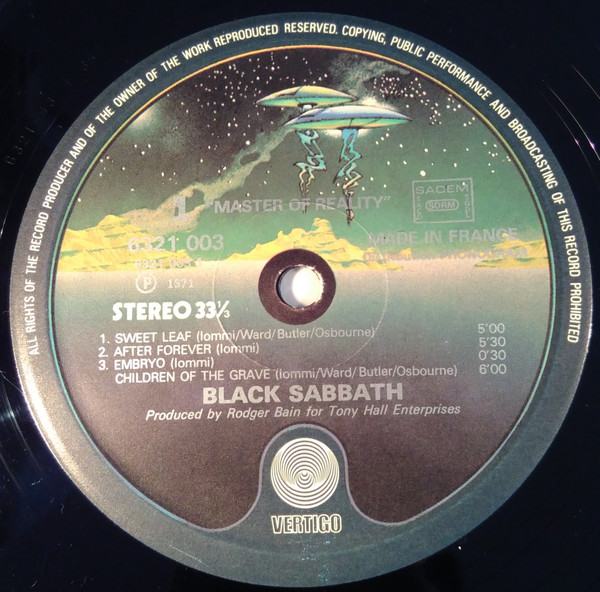 ALL RIGHTS OF THE RECORD PRODUCER AND OF THE OWNER OF THE WORK REPRODUCED RESERVED. COPYING, PUBLIC PERFORMANCE AND BROADCASTING OF THIS RECORD PROHIBITED
1 "MASTER OF REALITY"
SACEM
SDRM
6321 003
MADE IN FRANCE
P 1971
STEREO 33⅓
1. SWEET LEAF (Iommi/Ward/Butler/Osbourne) 5'00
2. AFTER FOREVER (Iommi) 5'30
3. EMBRYO (Iommi) 0'30
CHILDREN OF THE GRAVE (Iommi/Ward/Butler/Osbourne) 6'00
BLACK SABBATH
Produced by Rodger Bain for Tony Hall Enterprises
VERTIGO